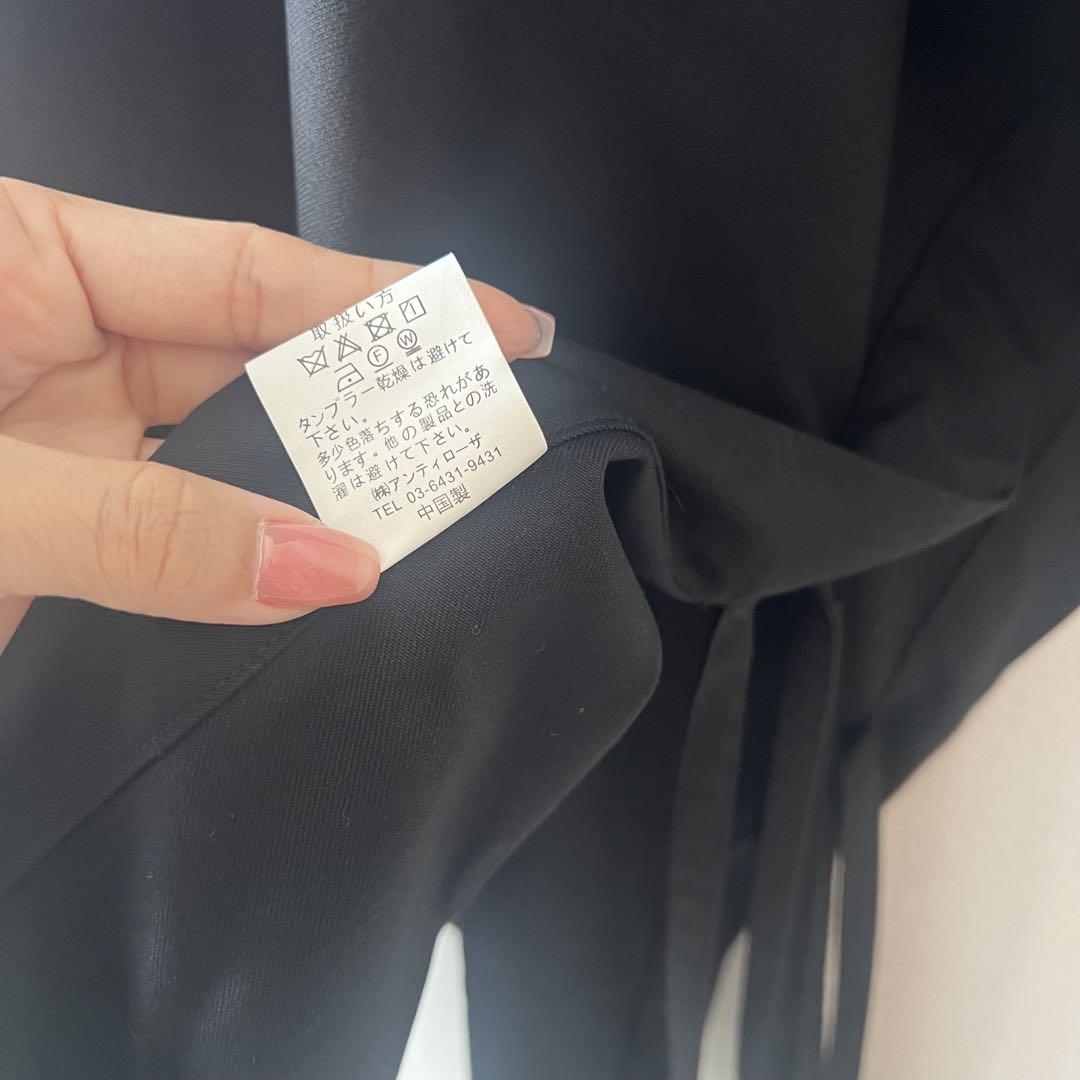 取扱い方
F W
タンブラー乾燥は避けて
下さい。
多少色落ちする恐れがあ
ります。他の製品との洗
濯は避けて下さい。
㈱アンティローザ
TEL 03-6431-9431
中国製